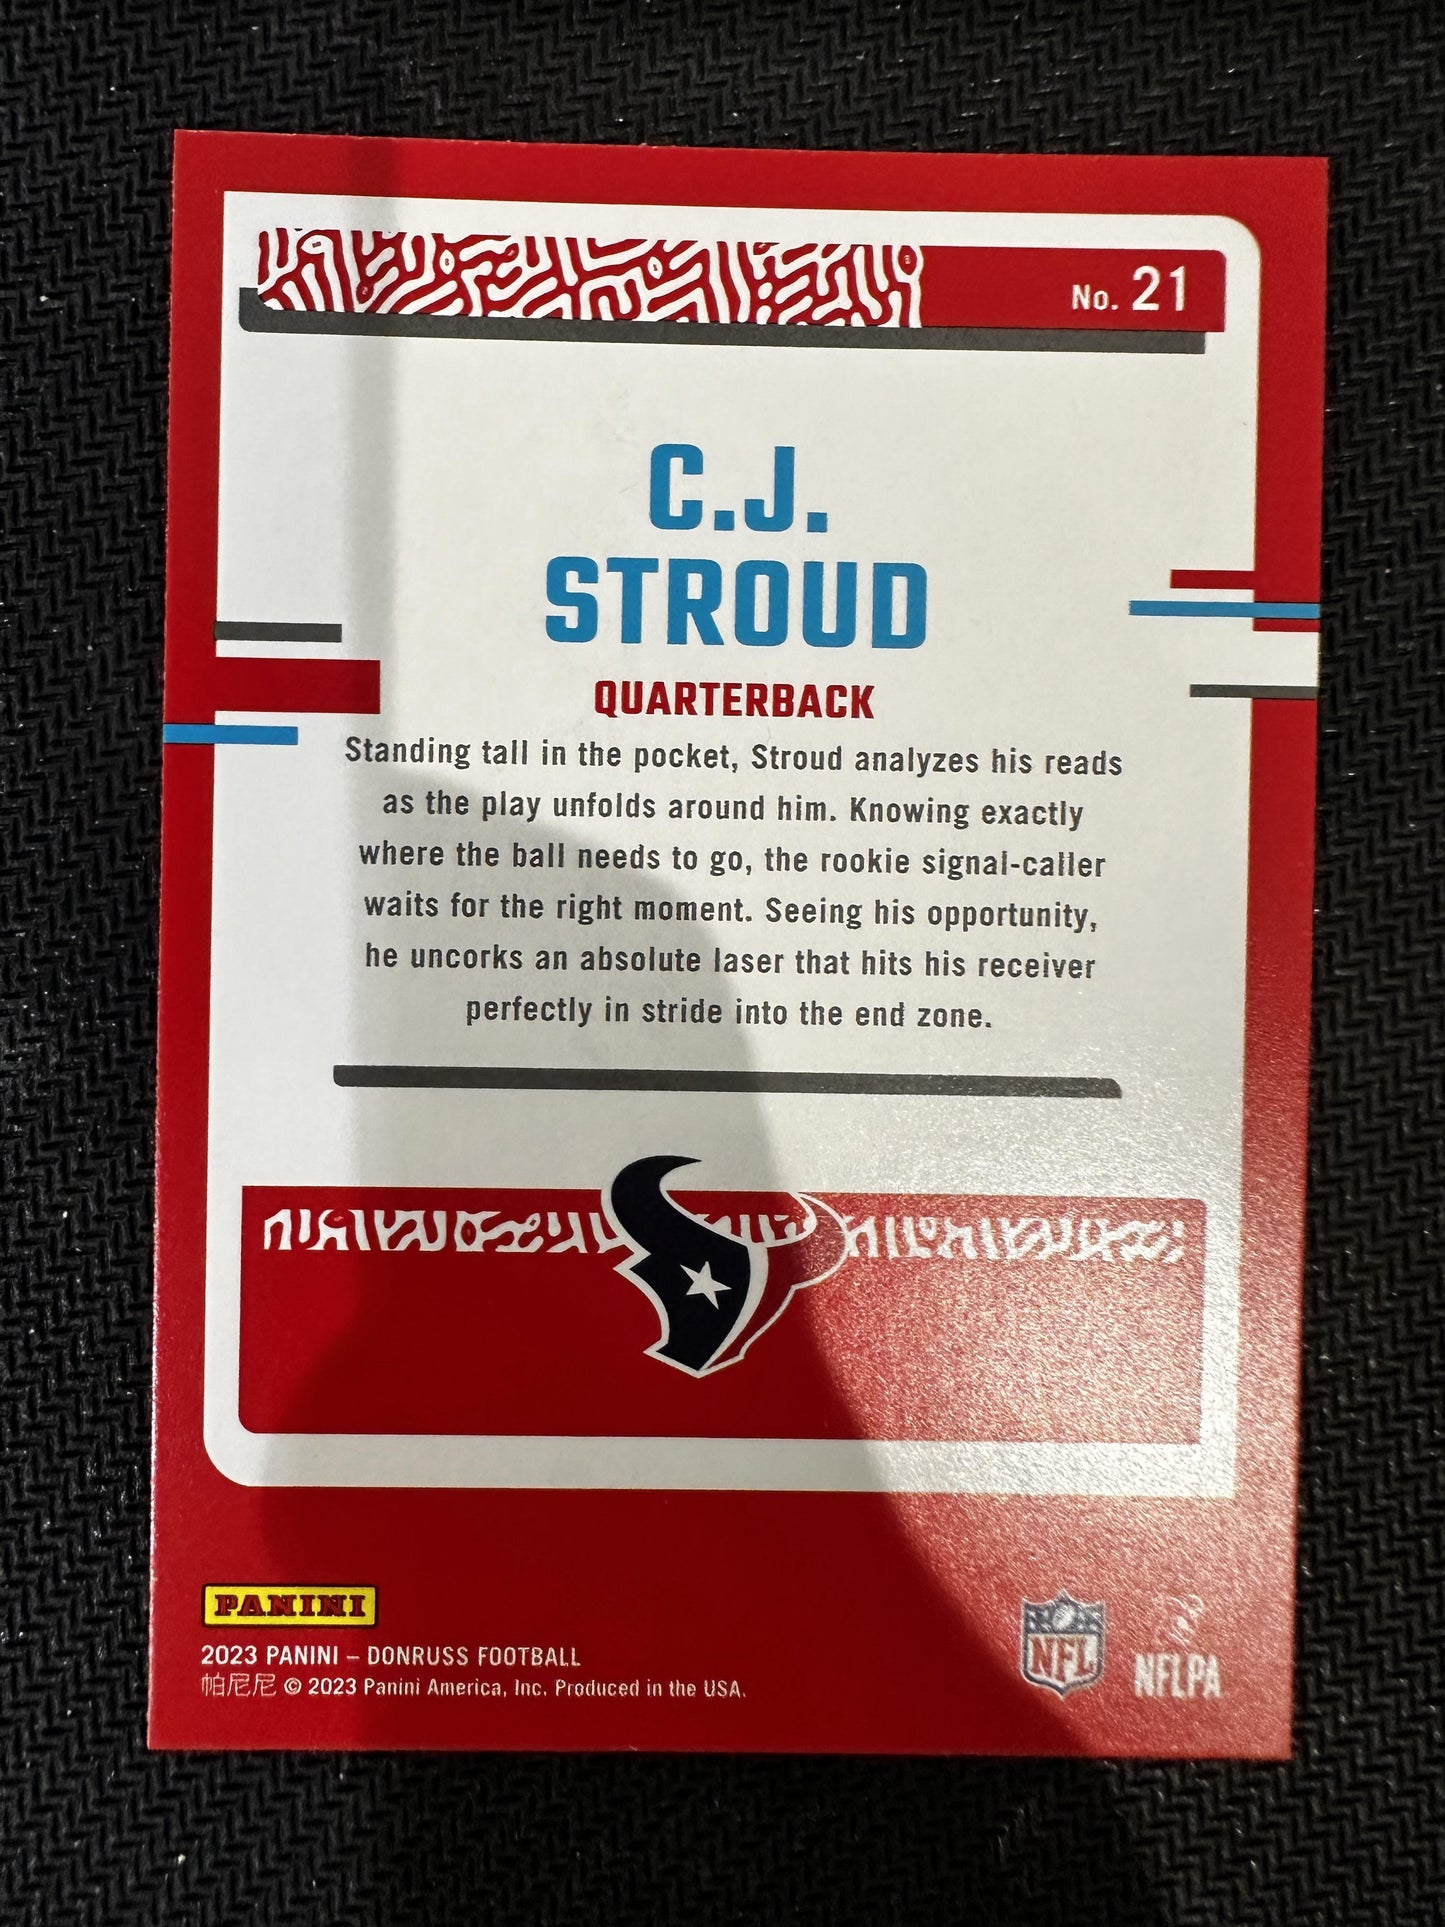 No. 21
C.J.
STROUD
QUARTERBACK
Standing tall in the pocket, Stroud analyzes his reads
as the play unfolds around him. Knowing exactly
where the ball needs to go, the rookie signal-caller
waits for the right moment. Seeing his opportunity,
he uncorks an absolute laser that hits his receiver
perfectly in stride into the end zone.
PANINI
2023 PANINI – DONRUSS FOOTBALL
帕尼尼 © 2023 Panini America, Inc. Produced in the USA.
NFL
NFLPA